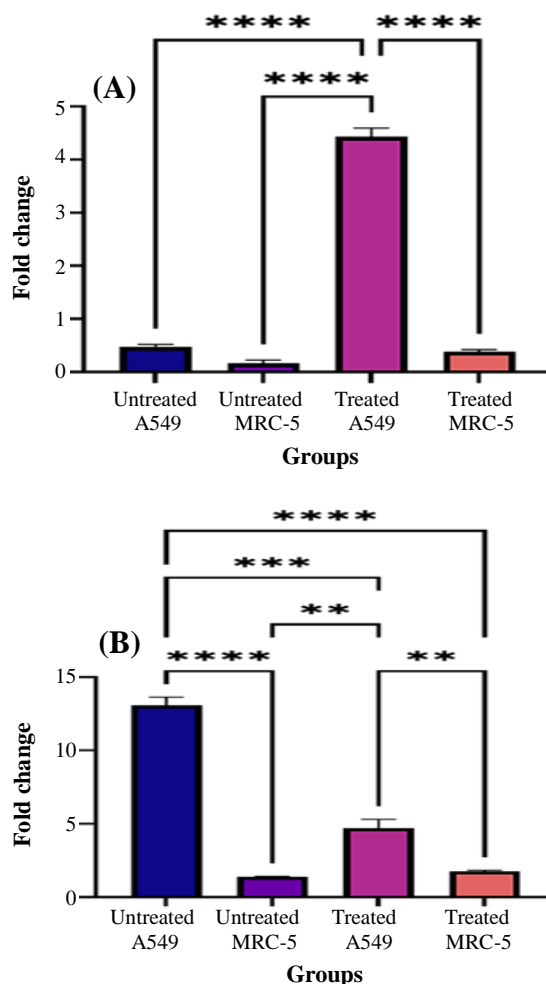 **** ****
(A) ****
5
4
3
2
1
0
Fold change
Untreated A549
Untreated MRC-5
Treated A549
Treated MRC-5
Groups
****
***
**
(B) **** **
15
10
5
0
Fold change
Untreated A549
Untreated MRC-5
Treated A549
Treated MRC-5
Groups